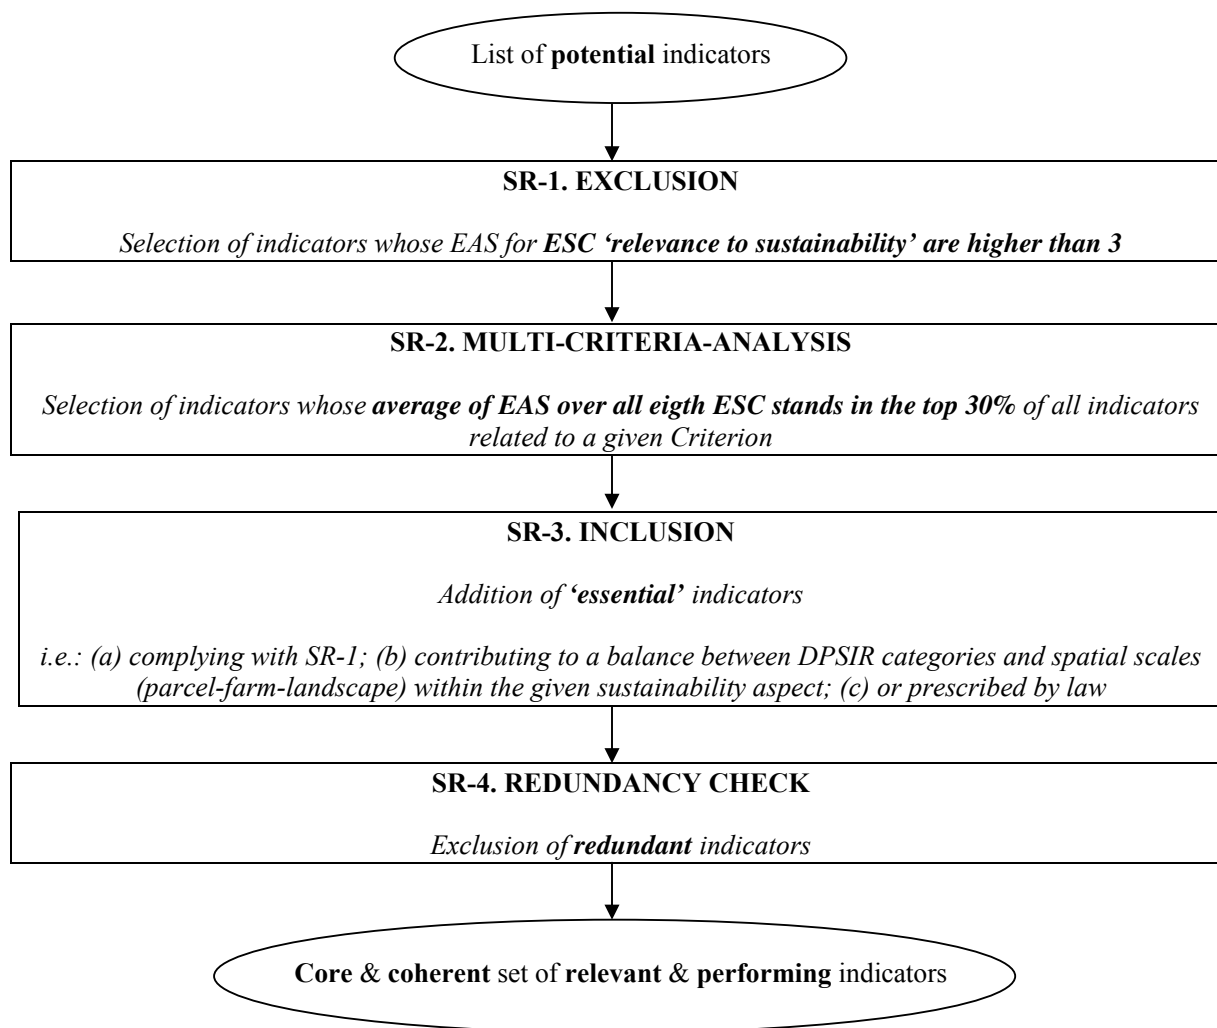 List of potential indicators
SR-1. EXCLUSION
Selection of indicators whose EAS for ESC ‘relevance to sustainability’ are higher than 3
SR-2. MULTI-CRITERIA-ANALYSIS
Selection of indicators whose average of EAS over all eigth ESC stands in the top 30% of all indicators
related to a given Criterion
SR-3. INCLUSION
Addition of ‘essential’ indicators
i.e.: (a) complying with SR-1; (b) contributing to a balance between DPSIR categories and spatial scales
(parcel-farm-landscape) within the given sustainability aspect; (c) or prescribed by law
SR-4. REDUNDANCY CHECK
Exclusion of redundant indicators
Core & coherent set of relevant & performing indicators